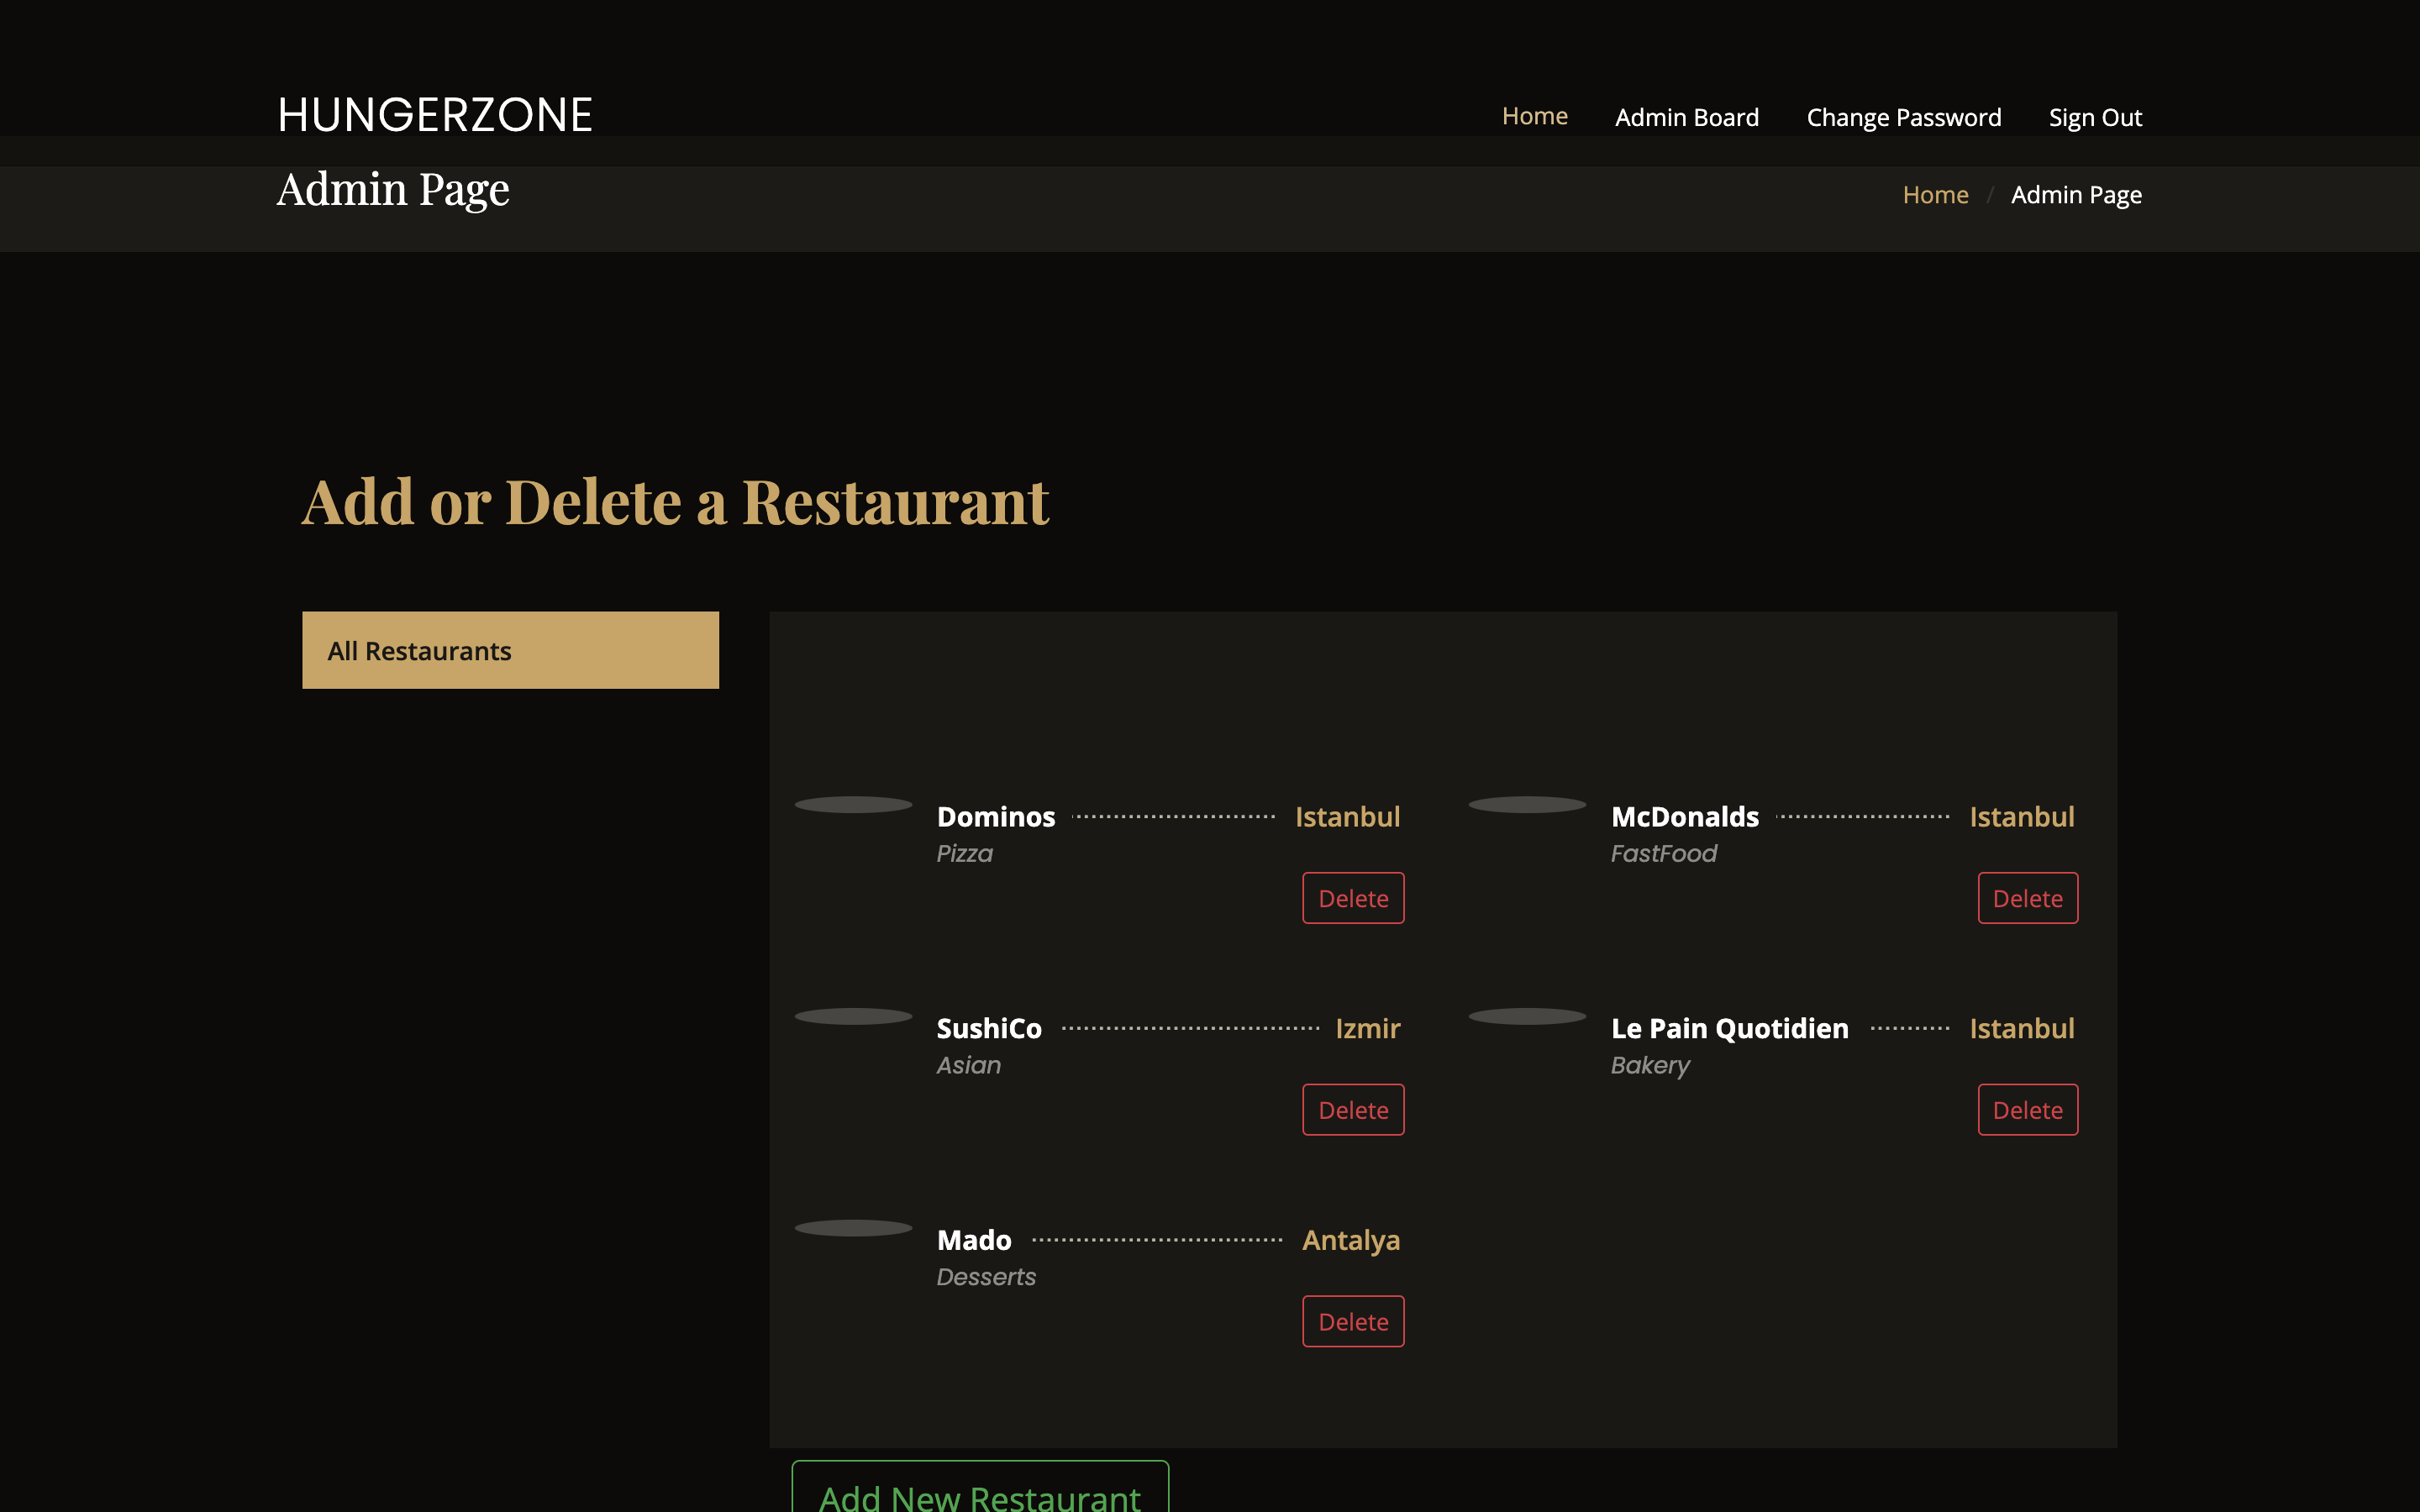 HUNGERZONE
Home Admin Board Change Password Sign Out
Admin Page
Home / Admin Page
Add or Delete a Restaurant
All Restaurants
Dominos Istanbul
Pizza
Delete
McDonalds Istanbul
FastFood
Delete
SushiCo Izmir
Asian
Delete
Le Pain Quotidien Istanbul
Bakery
Delete
Mado Antalya
Desserts
Delete
Add New Restaurant